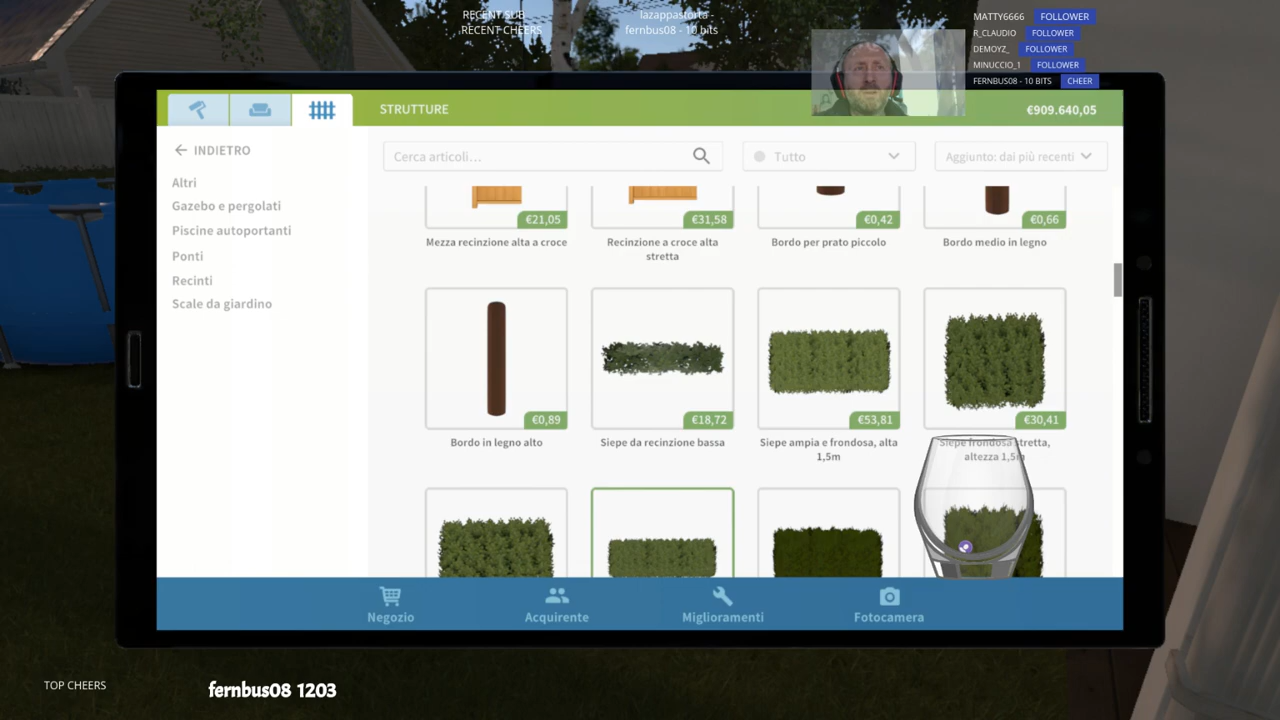 RECENT SUB
RECENT CHEERS
lazappasforta -
fernbus08 - 10 bits
MATTY6666 FOLLOWER
R_CLAUDIO FOLLOWER
DEMOYZ_ FOLLOWER
MINUCCIO_1 FOLLOWER
FERNBUS08 - 10 BITS CHEER
STRUTTURE
€909.640,05
INDIETRO
Altri
Gazebo e pergolati
Piscine autoportanti
Ponti
Recinti
Scale da giardino
Cerca articoli...
Tutto
Aggiunto: dai più recenti
€21,05
€31,58
€0,42
€0,66
Mezza recinzione alta a croce
Recinzione a croce alta
stretta
Bordo per prato piccolo
Bordo medio in legno
€0,89
€18,72
€53,81
€30,41
Bordo in legno alto
Siepe da recinzione bassa
Siepe ampia e frondosa, alta
1,5m
Siepe frondosa stretta,
altezza 1,5m
Negozio
Acquirente
Miglioramenti
Fotocamera
TOP CHEERS
fernbus08 1203